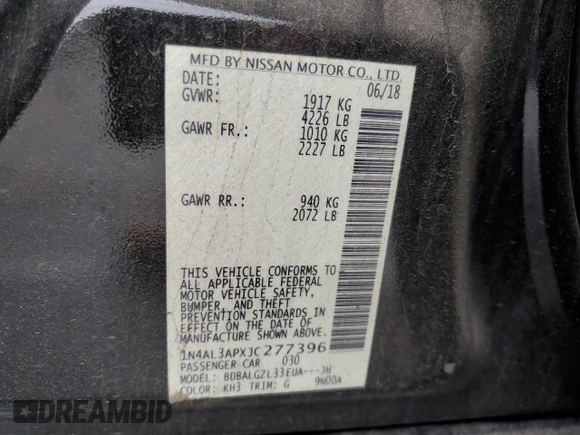 MFD BY NISSAN MOTOR CO., LTD.
DATE: 06/18
GVWR: 1917 KG
4226 LB
GAWR FR.: 1010 KG
2227 LB
GAWR RR.: 940 KG
2072 LB
THIS VEHICLE CONFORMS TO
ALL APPLICABLE FEDERAL
MOTOR VEHICLE SAFETY,
BUMPER, AND THEFT
PREVENTION STANDARDS IN
EFFECT ON THE DATE OF
MANUFACTURE SHOWN ABOVE.
1N4AL3APXJC277396
PASSENGER CAR 030
MODEL: BDBALGZL33EUA---JH
COLOR: KH3 TRIM: G 9N00A
DREAMBID